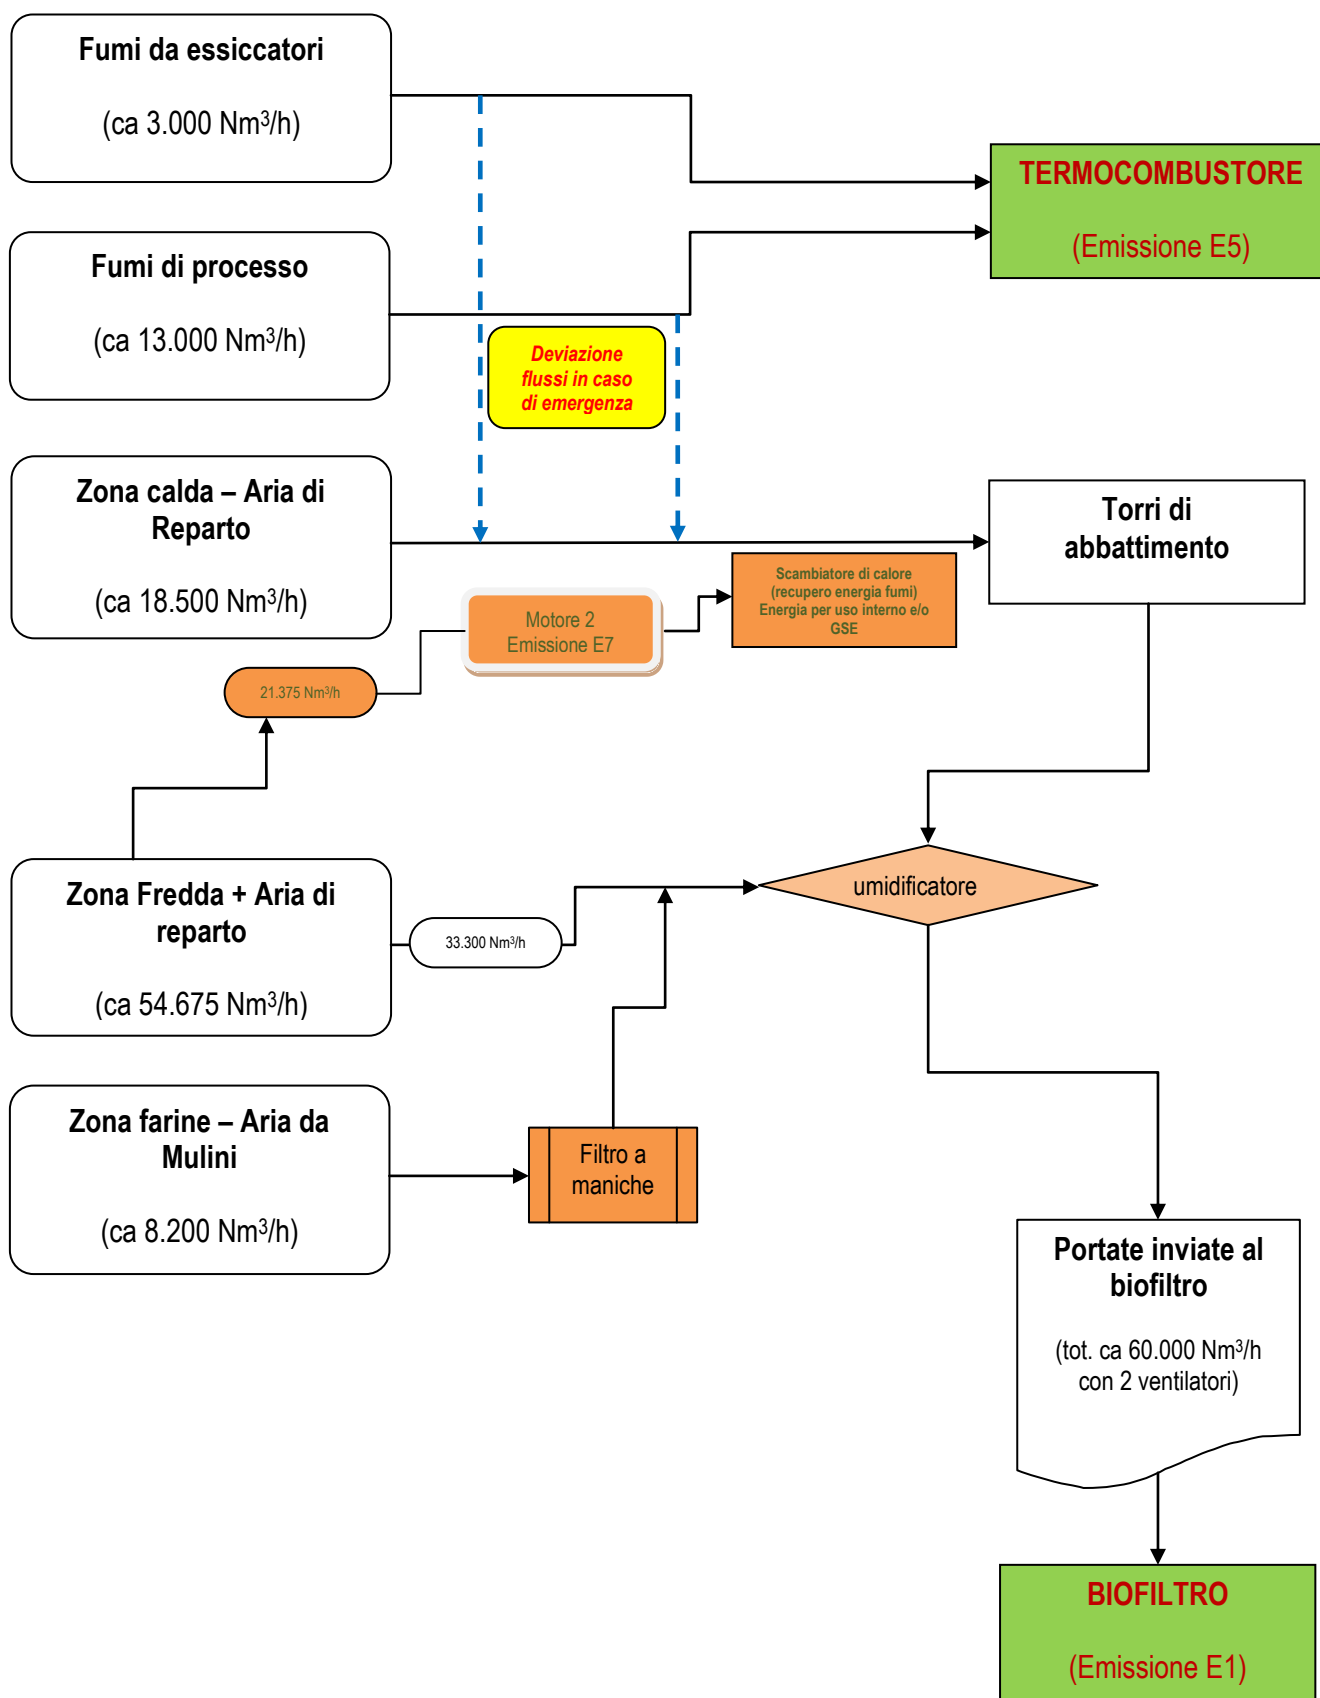 Fumi da essiccatori
(ca 3.000 Nm³/h)
TERMOCOMBUSTORE
(Emissione E5)
Fumi di processo
(ca 13.000 Nm³/h)
Deviazione
flussi in caso
di emergenza
Zona calda – Aria di
Reparto
(ca 18.500 Nm³/h)
Torri di
abbattimento
Scambiatore di calore
(recupero energia fumi)
Energia per uso interno e/o
GSE
Motore 2
Emissione E7
21.375 Nm³/h
Zona Fredda + Aria di
reparto
(ca 54.675 Nm³/h)
33.300 Nm³/h
umidificatore
Zona farine – Aria da
Mulini
(ca 8.200 Nm³/h)
Filtro a
maniche
Portate inviate al
biofiltro
(tot. ca 60.000 Nm³/h
con 2 ventilatori)
BIOFILTRO
(Emissione E1)